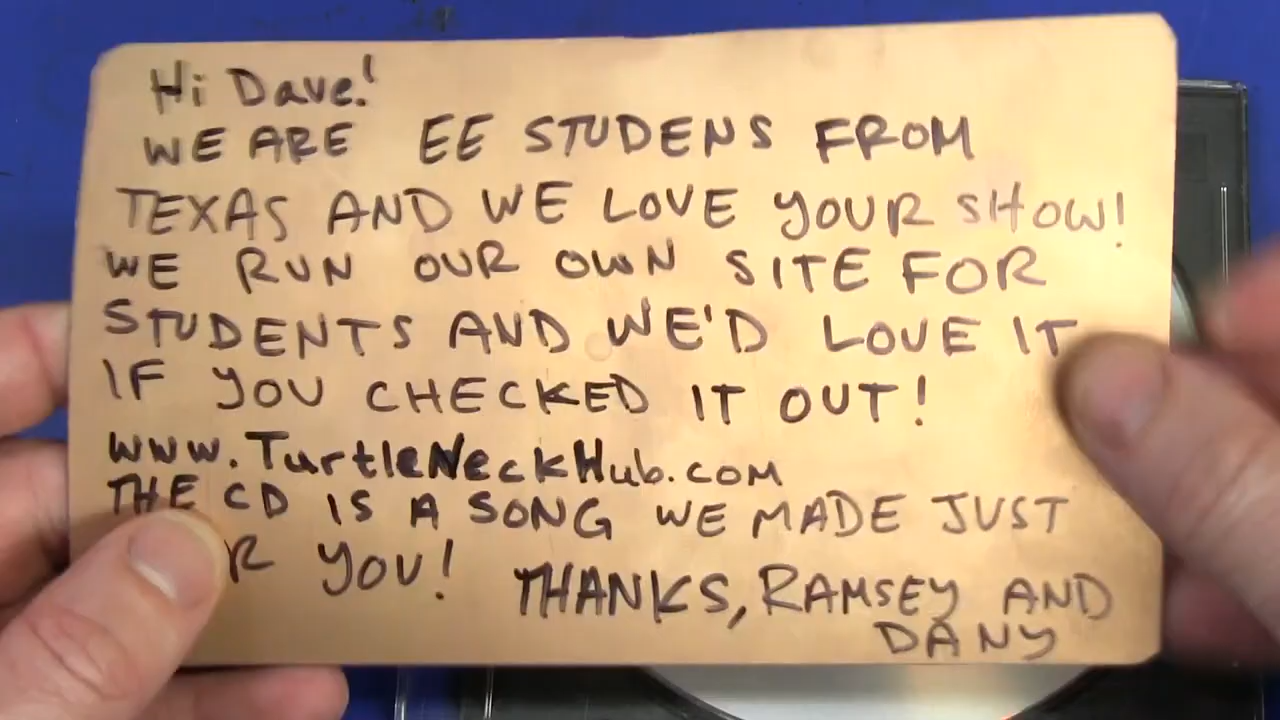 Hi Dave!
WE ARE EE STUDENS FROM
TEXAS AND WE LOVE YOUR SHOW!
WE RUN OUR OWN SITE FOR
STUDENTS AND WE'D LOVE IT
IF YOU CHECKED IT OUT!
www.TurtleNeckHub.com
THE CD IS A SONG WE MADE JUST
YOU!
THANKS, RAMSEY AND
DANY